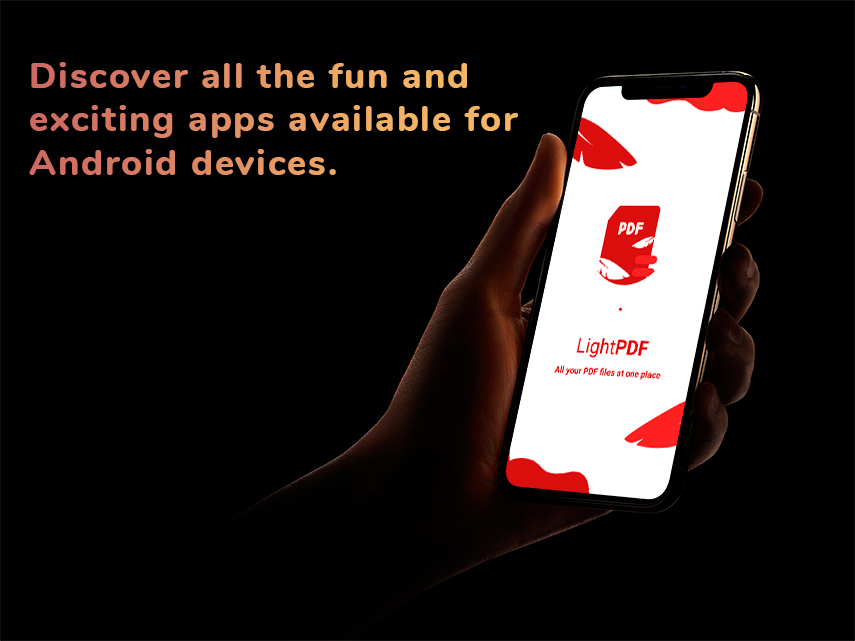 Discover all the fun and
exciting apps available for
Android devices.
PDF
LightPDF
All your PDF files at one place